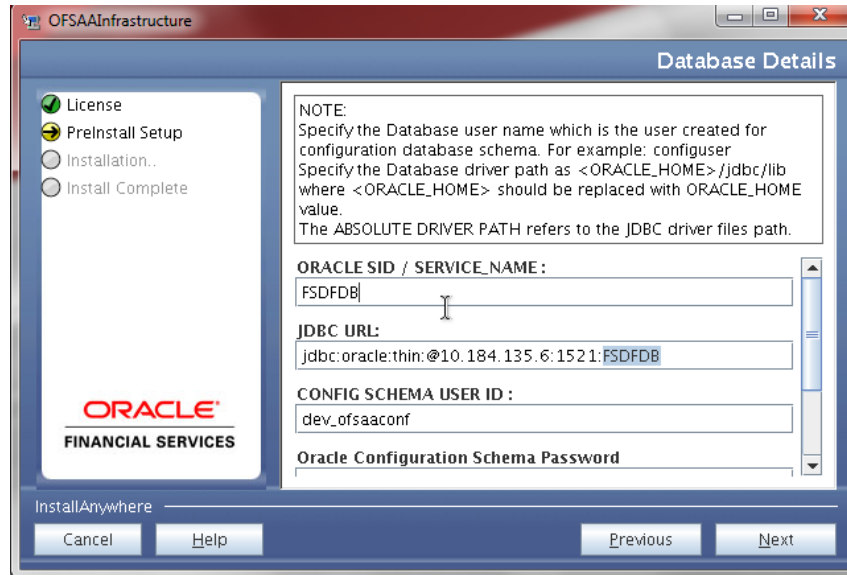 OFSAAInfrastructure
Database Details
License
PreInstall Setup
Installation..
Install Complete
ORACLE
FINANCIAL SERVICES
NOTE:
Specify the Database user name which is the user created for
configuration database schema. For example: configuser
Specify the Database driver path as <ORACLE_HOME>/jdbc/lib
where <ORACLE_HOME> should be replaced with ORACLE_HOME
value.
The ABSOLUTE DRIVER PATH refers to the JDBC driver files path.
ORACLE SID / SERVICE_NAME :
FSDFDB
JDBC URL:
jdbc:oracle:thin:@10.184.135.6:1521:FSDFDB
CONFIG SCHEMA USER ID :
dev_ofsaaconf
Oracle Configuration Schema Password
InstallAnywhere
Cancel
Help
Previous
Next